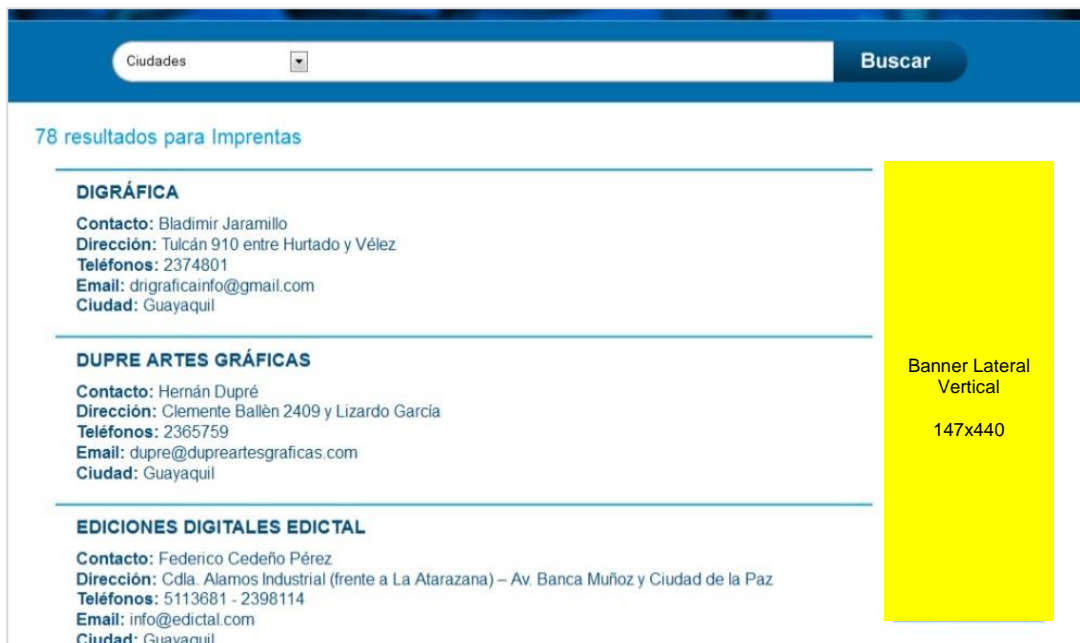 Ciudades
Buscar
78 resultados para Imprentas
DIGRÁFICA
Contacto: Bladimir Jaramillo
Dirección: Tulcán 910 entre Hurtado y Vélez
Teléfonos: 2374801
Email: drigraficainfo@gmail.com
Ciudad: Guayaquil
DUPRE ARTES GRÁFICAS
Contacto: Hernán Dupré
Dirección: Clemente Ballèn 2409 y Lizardo García
Teléfonos: 2365759
Email: dupre@dupreartesgraficas.com
Ciudad: Guayaquil
EDICIONES DIGITALES EDICTAL
Contacto: Federico Cedeño Pérez
Dirección: Cdla. Alamos Industrial (frente a La Atarazana) – Av. Banca Muñoz y Ciudad de la Paz
Teléfonos: 5113681 - 2398114
Email: info@edictal.com
Ciudad: Guayaquil
Banner Lateral
Vertical
147x440